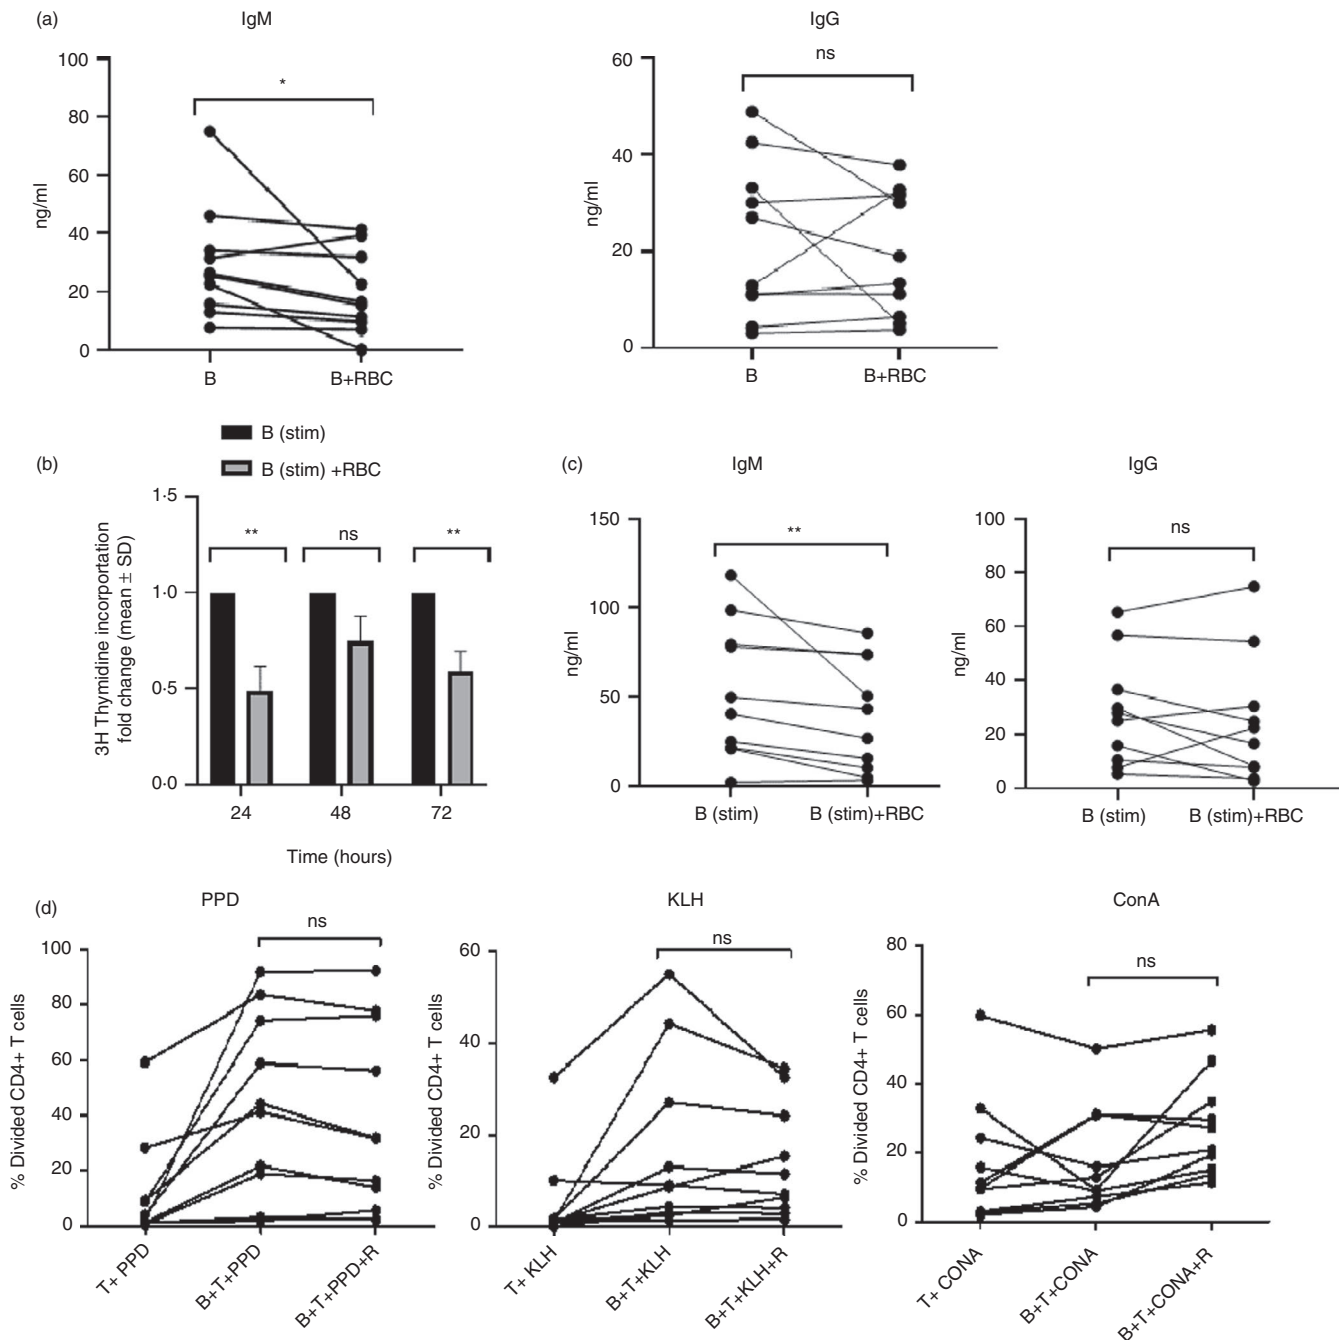 (a)
IgM
IgG
100
80
60
40
20
0
ng/ml
*
B
B+RBC
60
40
20
0
ng/ml
ns
B
B+RBC
B (stim)
B (stim) +RBC
(b)
1·5
1·0
0·5
0·0
3H Thymidine incorportation
fold change (mean ± SD)
**
ns
**
24
48
72
Time (hours)
(c)
IgM
IgG
150
100
50
0
ng/ml
**
B (stim)
B (stim)+RBC
100
80
60
40
20
0
ng/ml
ns
B (stim)
B (stim)+RBC
(d)
PPD
KLH
ConA
100
80
60
40
20
0
% Divided CD4+ T cells
ns
T+ PPD
B+T+PPD
B+T+PPD+R
60
40
20
0
% Divided CD4+ T cells
ns
T+ KLH
B+T+KLH
B+T+KLH+R
80
60
40
20
0
% Divided CD4+ T cells
ns
T+ CONA
B+T+CONA
B+T+CONA+R